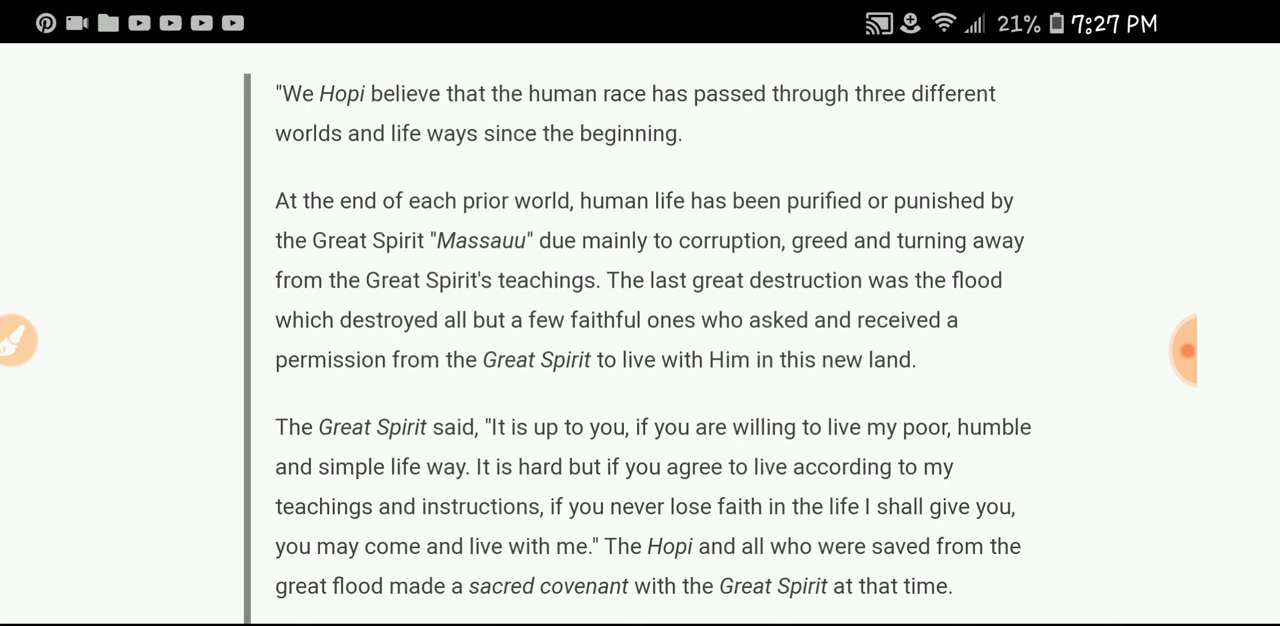 21% 7:27 PM
"We Hopi believe that the human race has passed through three different
worlds and life ways since the beginning.
At the end of each prior world, human life has been purified or punished by
the Great Spirit "Massauu" due mainly to corruption, greed and turning away
from the Great Spirit's teachings. The last great destruction was the flood
which destroyed all but a few faithful ones who asked and received a
permission from the Great Spirit to live with Him in this new land.
The Great Spirit said, "It is up to you, if you are willing to live my poor, humble
and simple life way. It is hard but if you agree to live according to my
teachings and instructions, if you never lose faith in the life I shall give you,
you may come and live with me." The Hopi and all who were saved from the
great flood made a sacred covenant with the Great Spirit at that time.